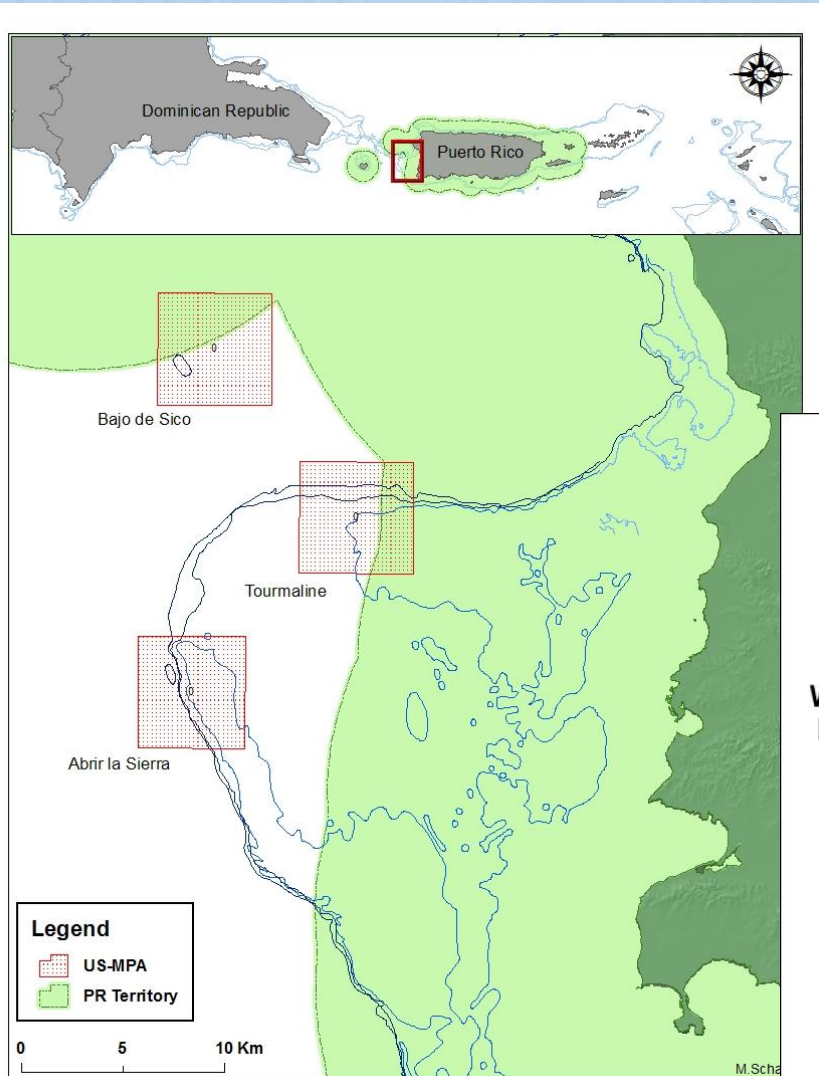 Dominican Republic
Puerto Rico
Bajo de Sico
Tourmaline
Abrir la Sierra
Legend
US-MPA
PR Territory
0 5 10 Km